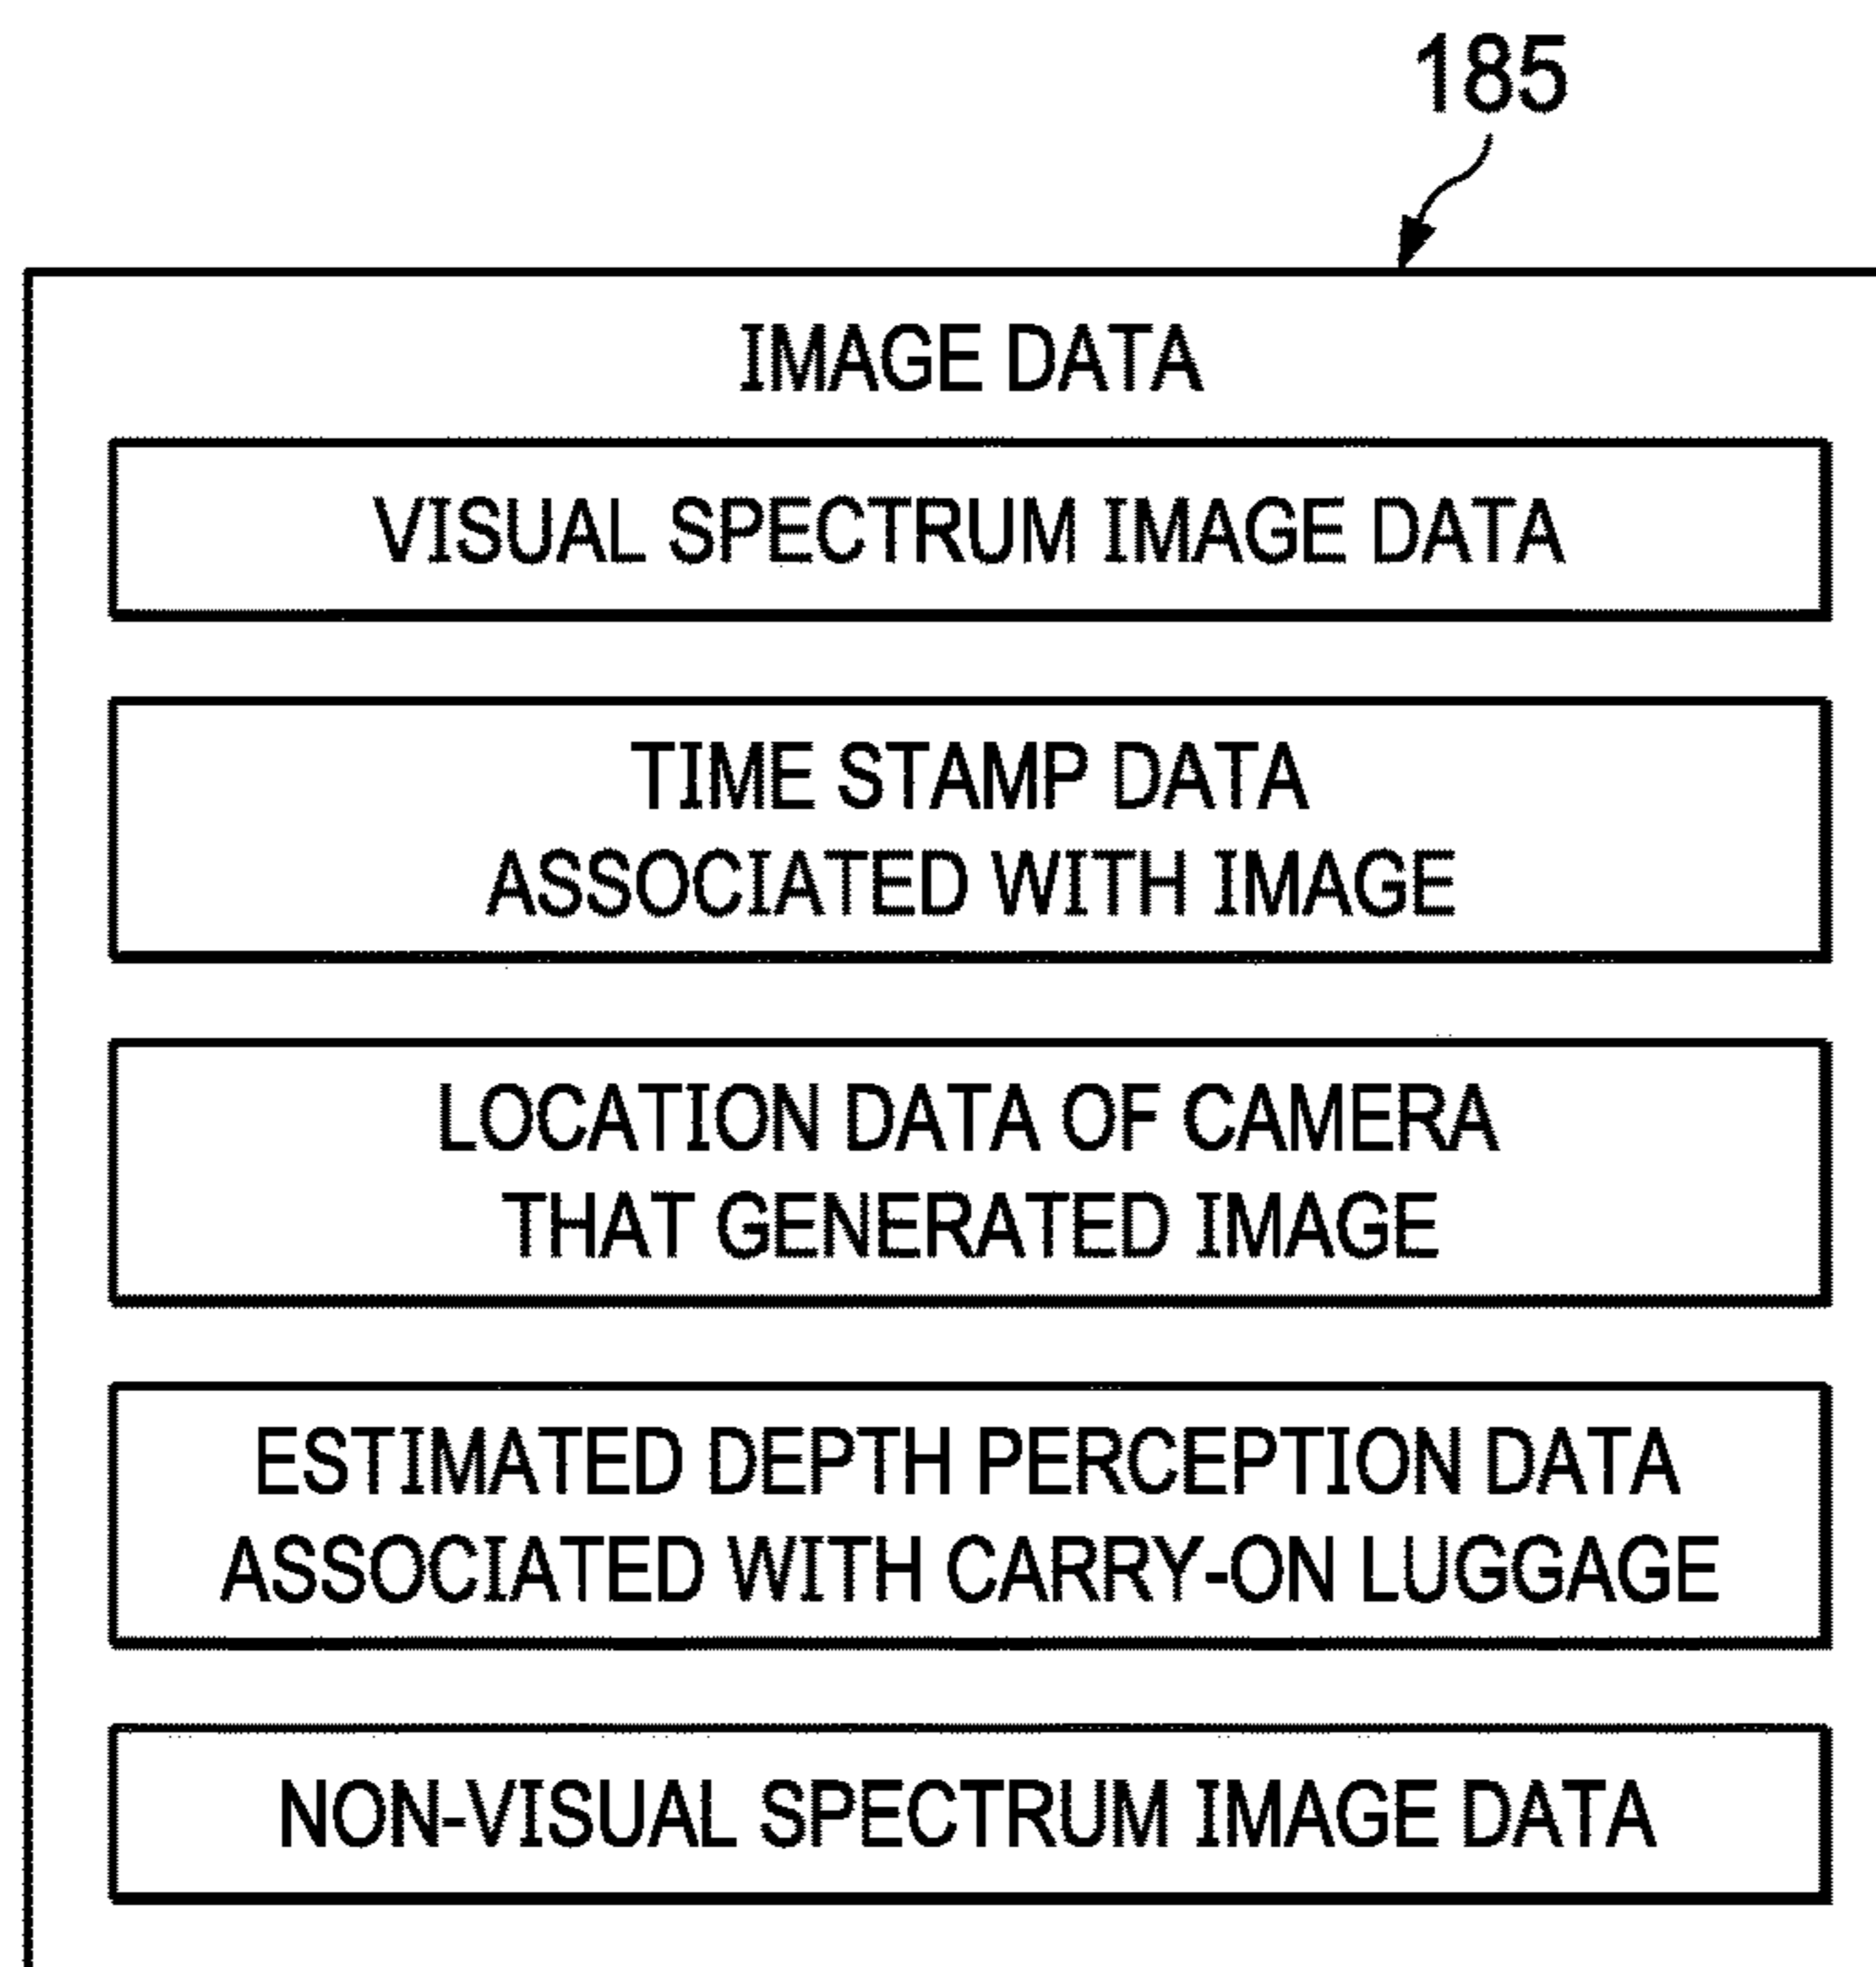 185
IMAGE DATA
VISUAL SPECTRUM IMAGE DATA
TIME STAMP DATA
ASSOCIATED WITH IMAGE
LOCATION DATA OF CAMERA
THAT GENERATED IMAGE
ESTIMATED DEPTH PERCEPTION DATA
ASSOCIATED WITH CARRY-ON LUGGAGE
NON-VISUAL SPECTRUM IMAGE DATA